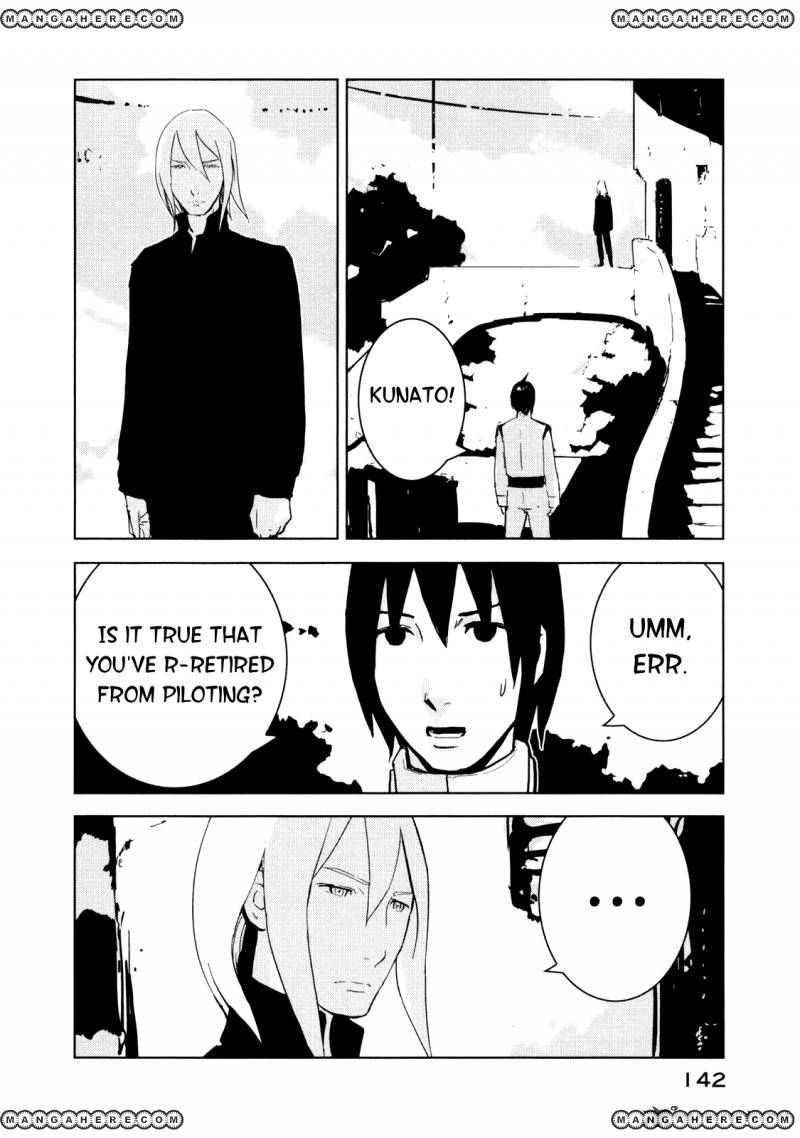 MANGAHERE.COM
MANGAHERE.COM
KUNATO!
UMM,
ERR.
IS IT TRUE THAT
YOU'VE R-RETIRED
FROM PILOTING?
...
142
MANGAHERE.COM
MANGAHERE.COM